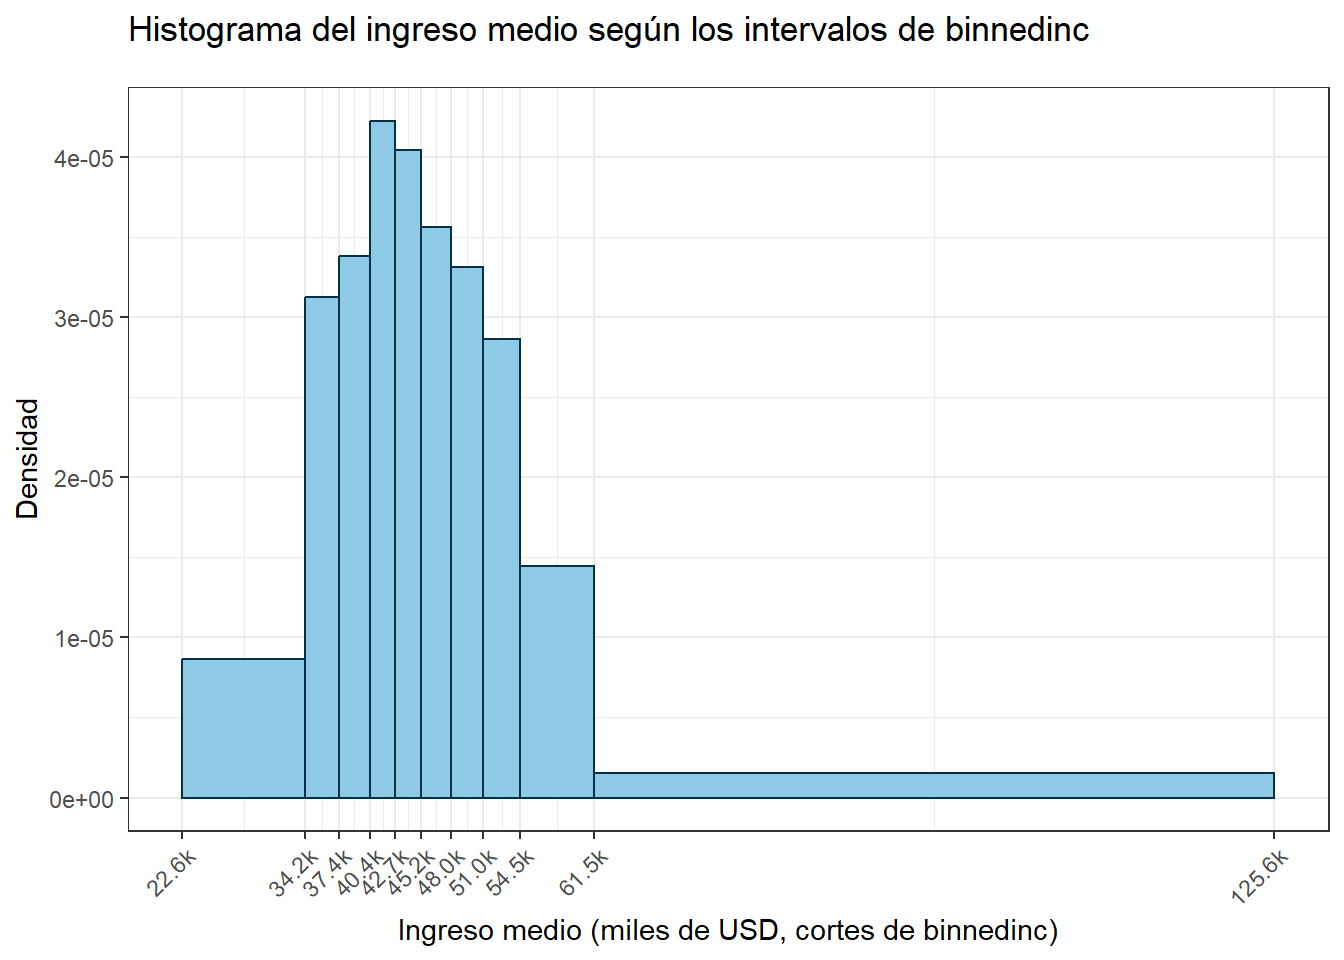 Histograma del ingreso medio según los intervalos de binnedinc
Densidad
4e-05
3e-05
2e-05
1e-05
0e+00
22.6k
34.2k
37.4k
40.4k
42.7k
45.2k
48.0k
51.0k
54.5k
61.5k
125.6k
Ingreso medio (miles de USD, cortes de binnedinc)